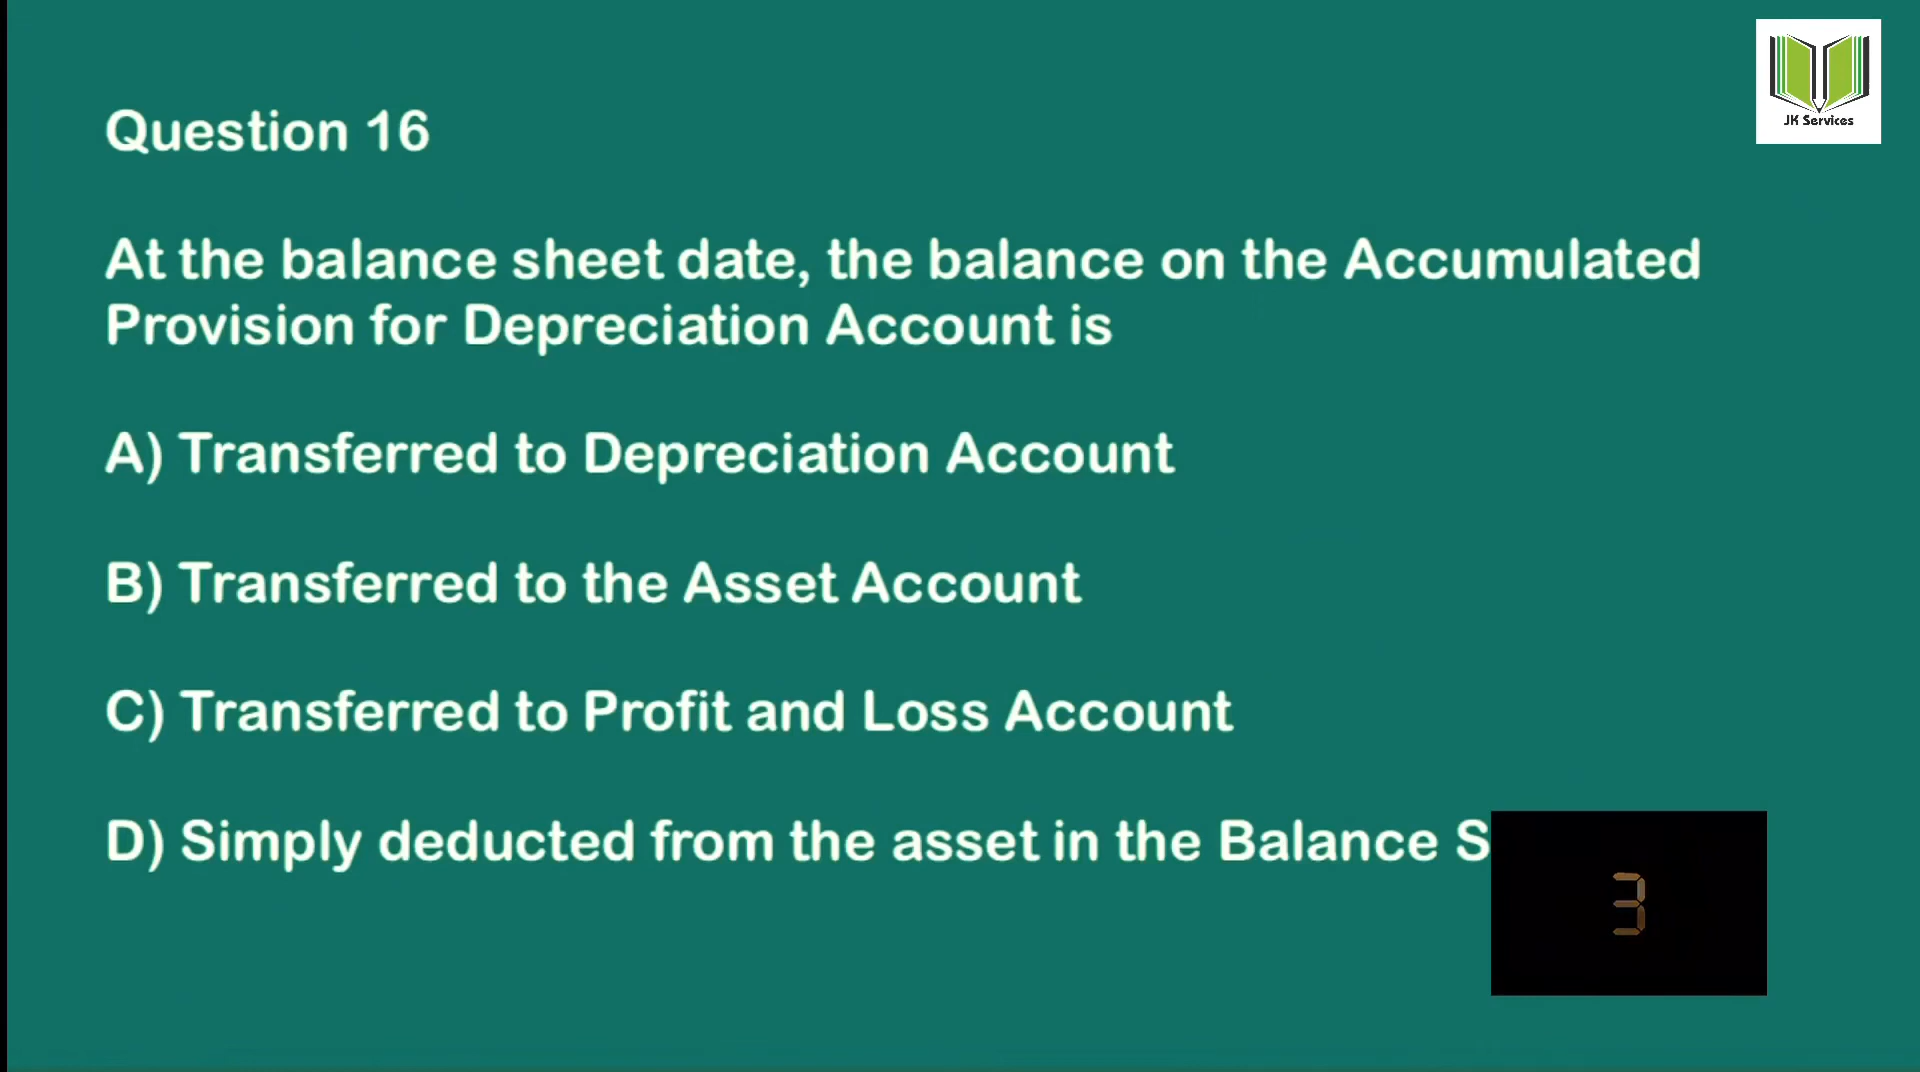 JK Services
Question 16
At the balance sheet date, the balance on the Accumulated
Provision for Depreciation Account is
A) Transferred to Depreciation Account
B) Transferred to the Asset Account
C) Transferred to Profit and Loss Account
D) Simply deducted from the asset in the Balance S
3